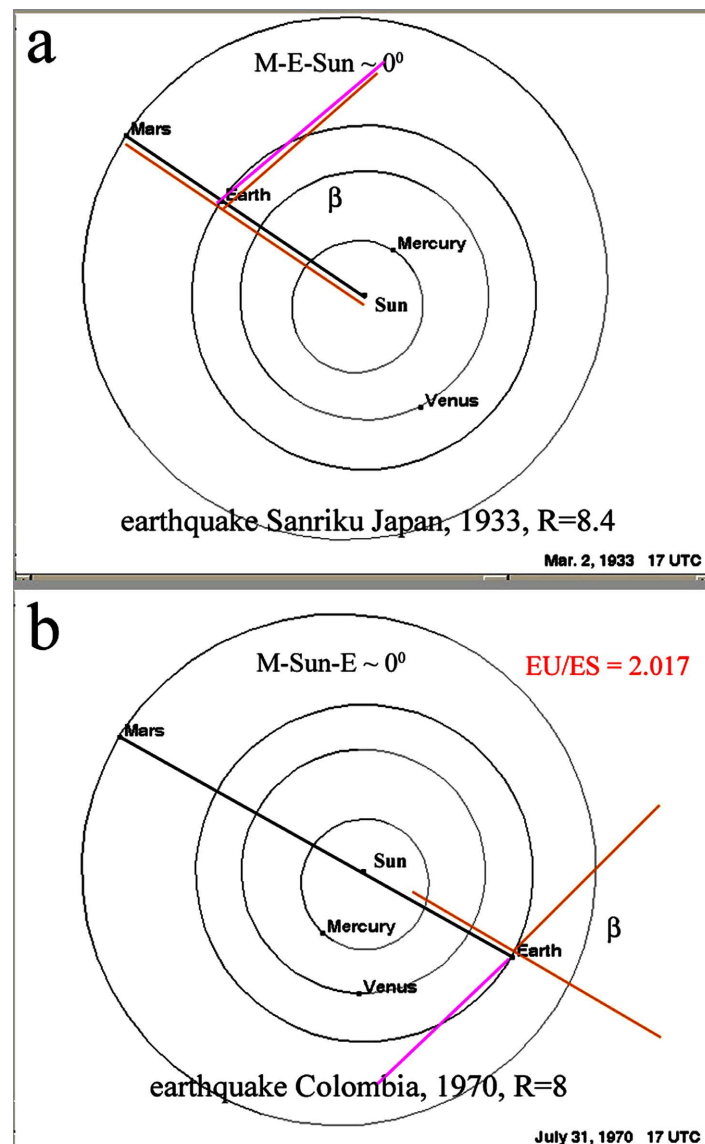 a
M-E-Sun ~ 0⁰
Mars
Earth
β
Mercury
Sun
Venus
earthquake Sanriku Japan, 1933, R=8.4
Mar. 2, 1933 17 UTC
b
M-Sun-E ~ 0⁰
EU/ES = 2.017
Mars
Sun
Mercury
β
Earth
Venus
earthquake Colombia, 1970, R=8
July 31, 1970 17 UTC